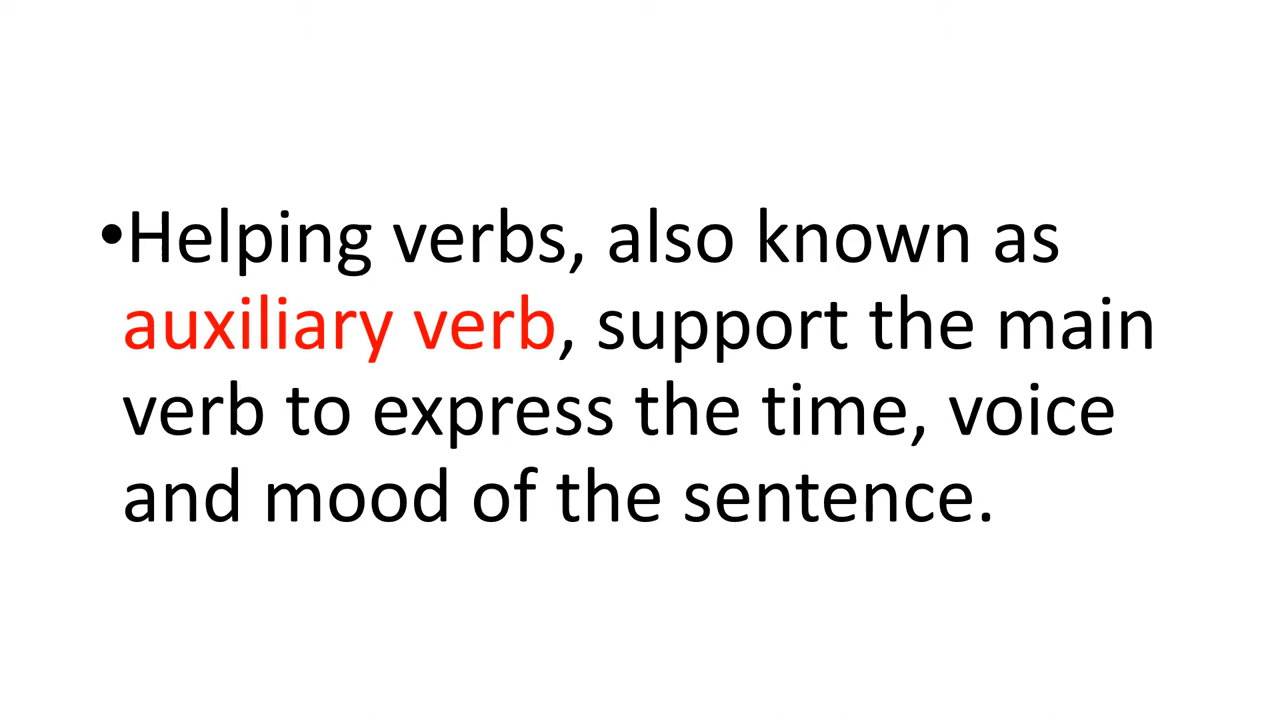 •Helping verbs, also known as
auxiliary verb, support the main
verb to express the time, voice
and mood of the sentence.